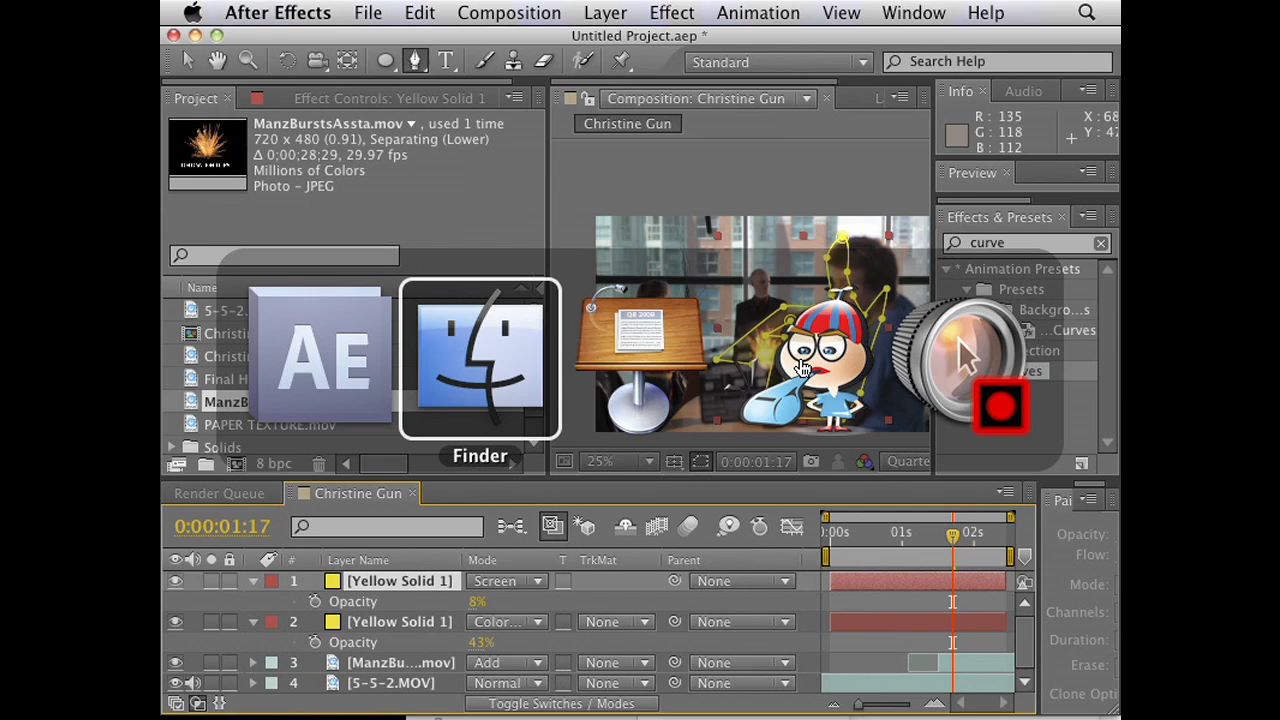 After Effects File Edit Composition Layer Effect Animation View Window Help
Untitled Project.aep *
T Standard Search Help
Project Effect Controls: Yellow Solid 1 Composition: Christine Gun L Info Audio
ManzBurstsAssta.mov , used 1 time
720 x 480 (0.91), Separating (Lower)
Δ 0;00;28;29, 29.97 fps
Millions of Colors
Photo - JPEG
Christine Gun
R: 135 X: 68
G: 118 Y: 47
B: 112
Preview
Effects & Presets
curve
* Animation Presets
Presets
Backgro...s
...Curves
Name
5-5-2.
Christin
Christin
Final H
ManzB
PAPER TEXTURE.mov
Solids
AE
Finder
8 bpc 25% 0:00:01:17 Quarte
Render Queue Christine Gun Pai
0:00:01:17 :00s 01s 02s
# Layer Name Mode T TrkMat Parent
1 [Yellow Solid 1] Screen None
Opacity 8%
2 [Yellow Solid 1] Color... None None
Opacity 43%
3 [ManzBu....mov] Add None None
4 [5-5-2.MOV] Normal None None
Toggle Switches / Modes
Opacity:
Flow:
Mode:
Channels:
Duration:
Erase:
Clone Opti